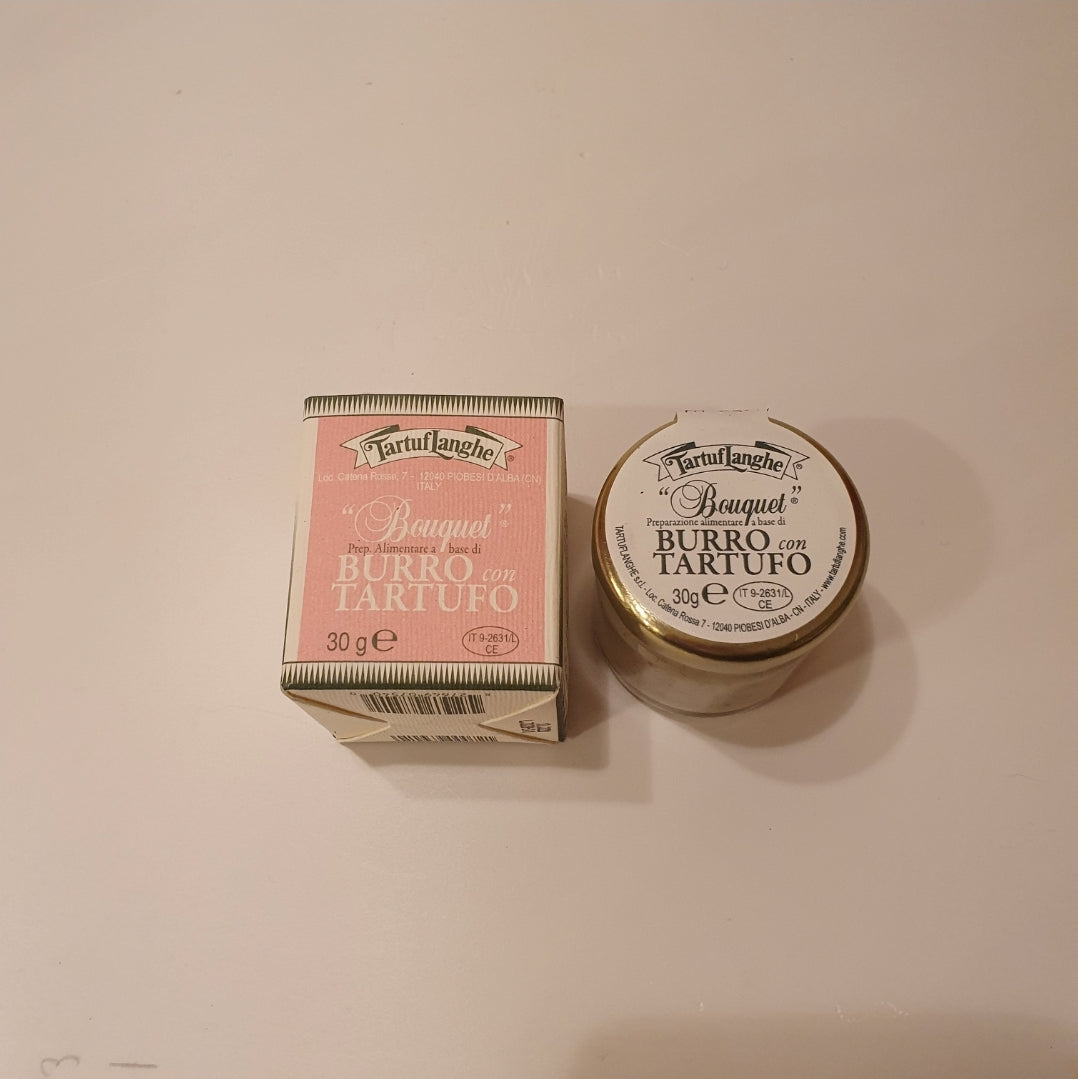 TartufLanghe®
Loc. Catena Rossa, 7 - 12040 PIOBESI D'ALBA (CN)
ITALY
"Bouquet"®
Prep. Alimentare a base di
BURRO con
TARTUFO
30 g e
IT 9-2631/L
CE
TartufLanghe®
"Bouquet"®
Preparazione alimentare a base di
BURRO con
TARTUFO
30g e
IT 9-2631/L
CE
TARTUFLANGHE s.r.l. - Loc. Catena Rossa 7 - 12040 PIOBESI D'ALBA - CN - ITALY - www.tartuflanghe.com
3